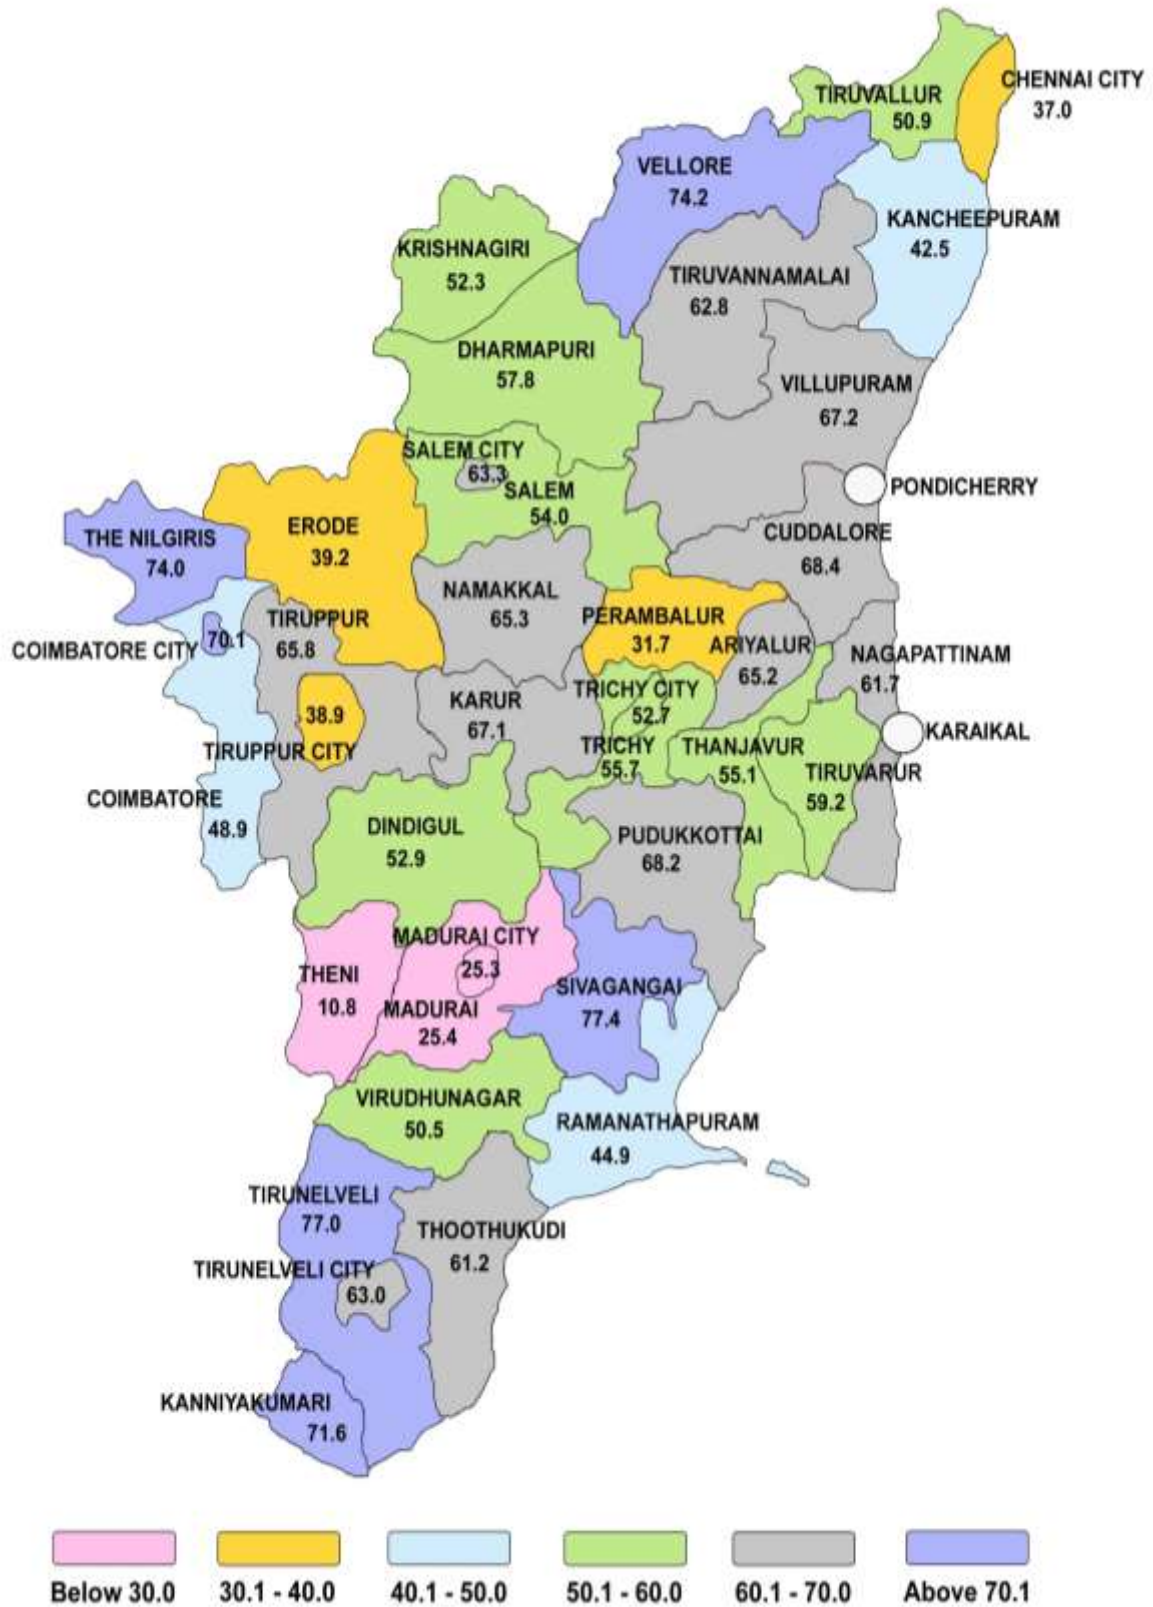 CHENNAI CITY
37.0
TIRUVALLUR
50.9
VELLORE
74.2
KANCHEEPURAM
42.5
KRISHNAGIRI
52.3
TIRUVANNAMALAI
62.8
DHARMAPURI
57.8
VILLUPURAM
67.2
SALEM CITY
63.3
SALEM
54.0
PONDICHERRY
ERODE
39.2
THE NILGIRIS
74.0
CUDDALORE
68.4
NAMAKKAL
65.3
TIRUPPUR
65.8
PERAMBALUR
31.7
ARIYALUR
65.2
COIMBATORE CITY
70.1
NAGAPATTINAM
61.7
KARUR
67.1
TRICHY CITY
52.7
38.9
TIRUPPUR CITY
TRICHY
55.7
THANJAVUR
55.1
KARAIKAL
TIRUVARUR
59.2
COIMBATORE
48.9
DINDIGUL
52.9
PUDUKKOTTAI
68.2
MADURAI CITY
25.3
THENI
10.8
MADURAI
25.4
SIVAGANGAI
77.4
VIRUDHUNAGAR
50.5
RAMANATHAPURAM
44.9
TIRUNELVELI
77.0
THOOTHUKUDI
61.2
TIRUNELVELI CITY
63.0
KANNIYAKUMARI
71.6
Below 30.0
30.1 - 40.0
40.1 - 50.0
50.1 - 60.0
60.1 - 70.0
Above 70.1